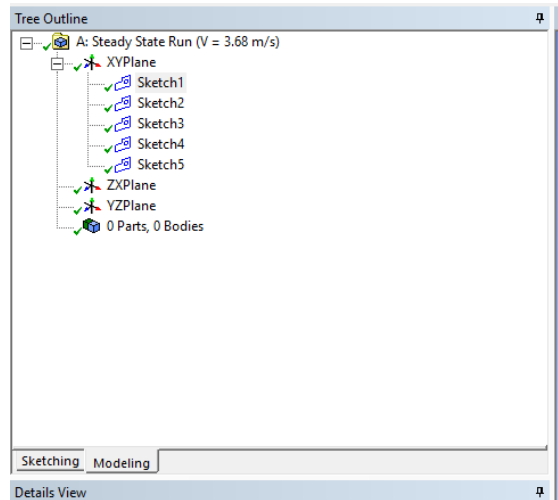 Tree Outline
A: Steady State Run (V = 3.68 m/s)
XYPlane
Sketch1
Sketch2
Sketch3
Sketch4
Sketch5
ZXPlane
YZPlane
0 Parts, 0 Bodies
Sketching Modeling
Details View